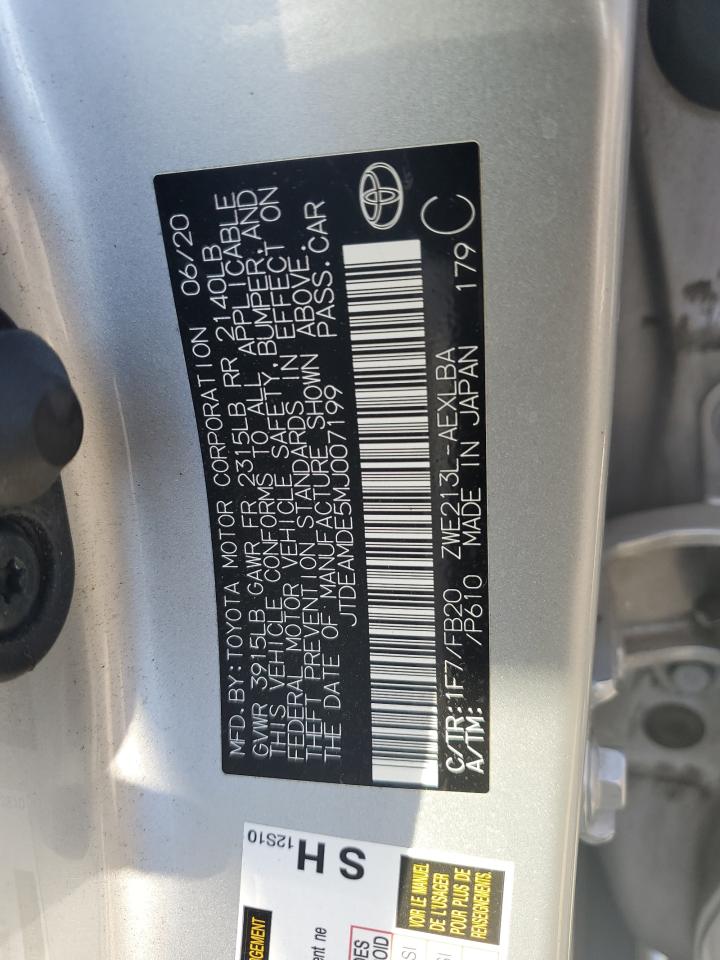 MFD. BY: TOYOTA MOTOR CORPORATION 06/20
GVWR 3915LB GAWR FR 2315LB RR 2140LB
THIS VEHICLE CONFORMS TO ALL APPLICABLE
FEDERAL MOTOR VEHICLE SAFETY, BUMPER, AND
THEFT PREVENTION STANDARDS IN EFFECT ON
THE DATE OF MANUFACTURE SHOWN ABOVE.
JTDEAMDE5MJ007199 PASS. CAR
C/TR: 1F7/FB20 ZWE213L-AEXLBA
A/TM: /P610 MADE IN JAPAN 179 C
12S10
SH
VOIR LE MANUEL
DE L'USAGER
POUR PLUS DE
RENSEIGNEMENTS.